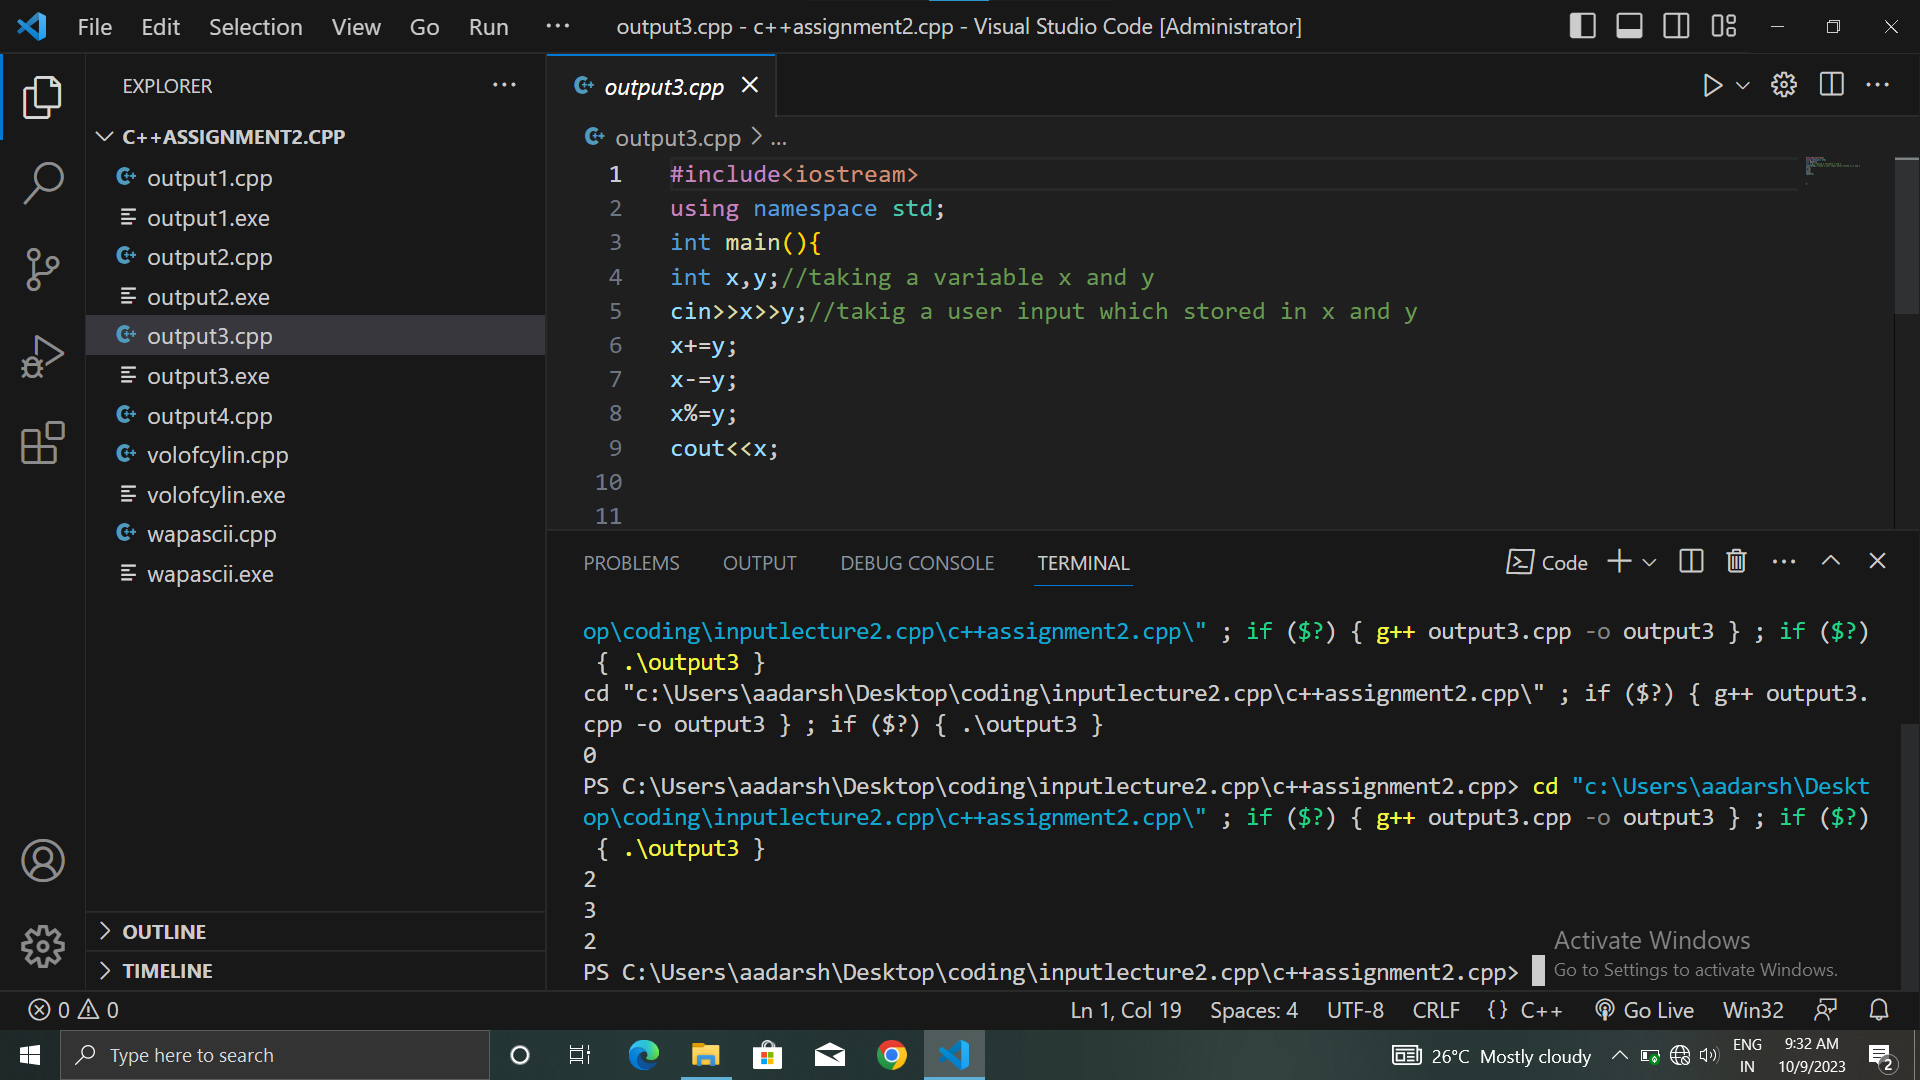 File Edit Selection View Go Run ··· output3.cpp - c++assignment2.cpp - Visual Studio Code [Administrator]
EXPLORER
C++ASSIGNMENT2.CPP
output1.cpp
output1.exe
output2.cpp
output2.exe
output3.cpp
output3.exe
output4.cpp
volofcylin.cpp
volofcylin.exe
wapascii.cpp
wapascii.exe
OUTLINE
TIMELINE
output3.cpp
output3.cpp > ...
1 #include<iostream>
2 using namespace std;
3 int main(){
4 int x,y;//taking a variable x and y
5 cin>>x>>y;//takig a user input which stored in x and y
6 x+=y;
7 x-=y;
8 x%=y;
9 cout<<x;
10
11
PROBLEMS OUTPUT DEBUG CONSOLE TERMINAL Code
op\coding\inputlecture2.cpp\c++assignment2.cpp\" ; if ($?) { g++ output3.cpp -o output3 } ; if ($?)
{ .\output3 }
cd "c:\Users\aadarsh\Desktop\coding\inputlecture2.cpp\c++assignment2.cpp\" ; if ($?) { g++ output3.
cpp -o output3 } ; if ($?) { .\output3 }
0
PS C:\Users\aadarsh\Desktop\coding\inputlecture2.cpp\c++assignment2.cpp> cd "c:\Users\aadarsh\Deskt
op\coding\inputlecture2.cpp\c++assignment2.cpp\" ; if ($?) { g++ output3.cpp -o output3 } ; if ($?)
{ .\output3 }
2
3
2
PS C:\Users\aadarsh\Desktop\coding\inputlecture2.cpp\c++assignment2.cpp>
Activate Windows
Go to Settings to activate Windows.
0 0 Ln 1, Col 19 Spaces: 4 UTF-8 CRLF {} C++ Go Live Win32
Type here to search 26°C Mostly cloudy ENG IN 9:32 AM 10/9/2023 2